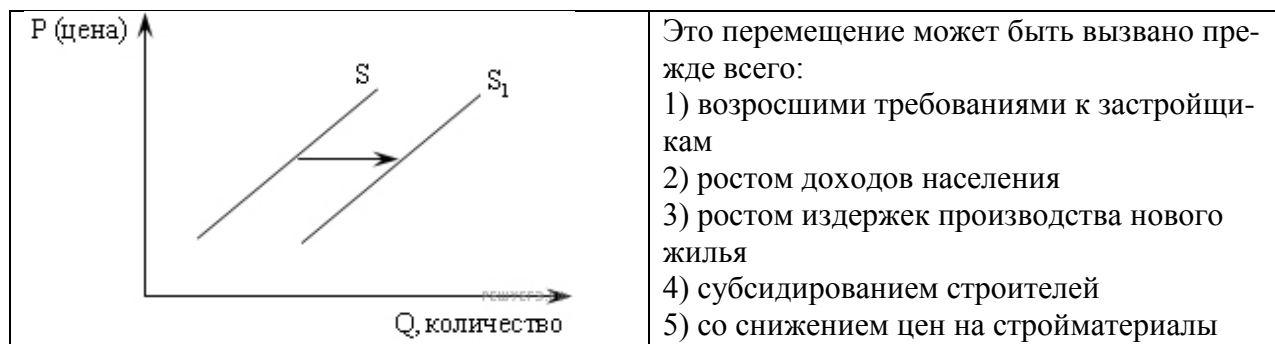 P (цена)
S
S1
РЕШУЕГЭ
Q, количество
Это перемещение может быть вызвано пре-
жде всего:
1) возросшими требованиями к застройщи-
кам
2) ростом доходов населения
3) ростом издержек производства нового
жилья
4) субсидированием строителей
5) со снижением цен на стройматериалы